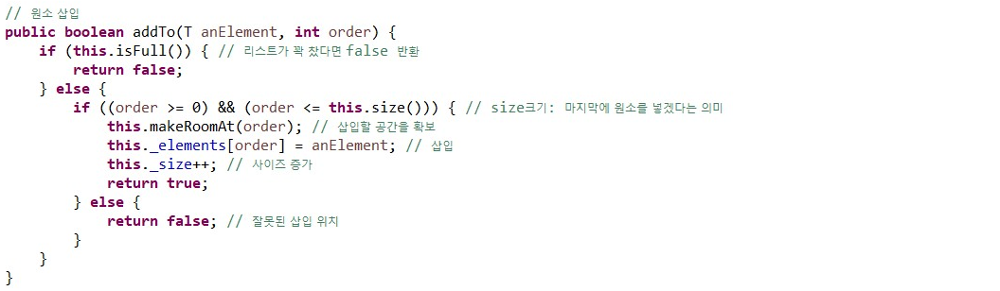 // 원소 삽입
public boolean addTo(T anElement, int order) {
    if (this.isFull()) { // 리스트가 꽉 찼다면 false 반환
        return false;
    } else {
        if ((order >= 0) && (order <= this.size())) { // size크기: 마지막에 원소를 넣겠다는 의미
            this.makeRoomAt(order); // 삽입할 공간을 확보
            this._elements[order] = anElement; // 삽입
            this._size++; // 사이즈 증가
            return true;
        } else {
            return false; // 잘못된 삽입 위치
        }
    }
}